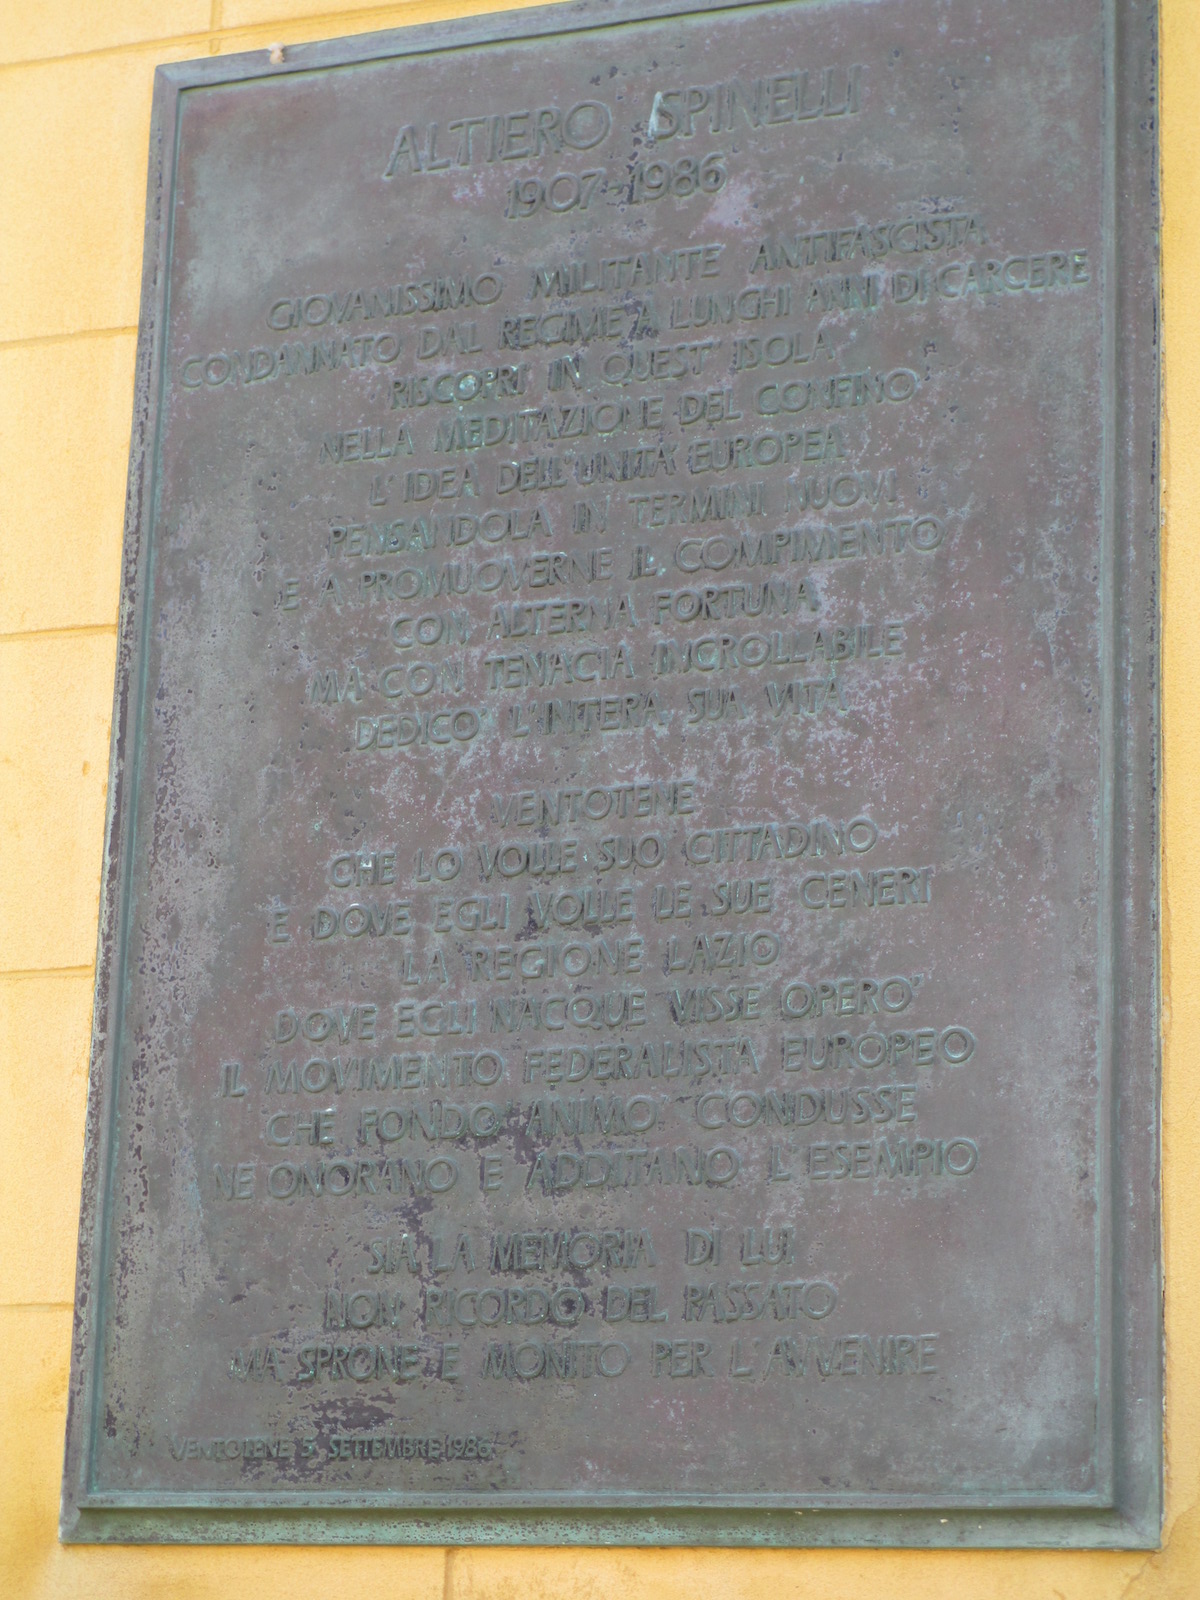 ALTIERO SPINELLI
1907-1986
GIOVANISSIMO MILITANTE ANTIFASCISTA
CONDANNATO DAL REGIME A LUNGHI ANNI DI CARCERE
RISCOPRI IN QUEST' ISOLA
NELLA MEDITAZIONE DEL CONFINO
L'IDEA DELL'UNITA' EUROPEA
PENSANDOLA IN TERMINI NUOVI
E A PROMUOVERNE IL COMPIMENTO
CON ALTERNA FORTUNA
MA CON TENACIA INCROLLABILE
DEDICO' L'INTERA SUA VITA
VENTOTENE
CHE LO VOLLE SUO CITTADINO
E DOVE EGLI VOLLE LE SUE CENERI
LA REGIONE LAZIO
DOVE EGLI NACQUE VISSE OPERO'
IL MOVIMENTO FEDERALISTA EUROPEO
CHE FONDO' ANIMO' CONDUSSE
NE ONORANO E ADDITANO L'ESEMPIO
SIA LA MEMORIA DI LUI
NON RICORDO DEL PASSATO
MA SPRONE E MONITO PER L'AVVENIRE
VENTOTENE 5 SETTEMBRE 1986